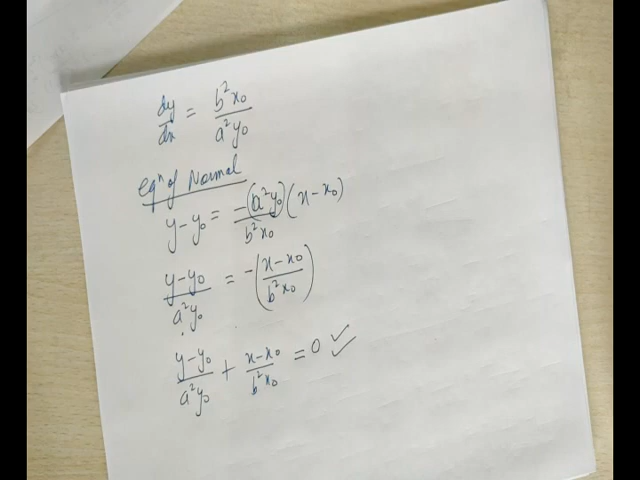 dy/dx = b²x₀/a²y₀
eqⁿ of Normal
y-y₀ = -(a²y₀)/b²x₀ (x-x₀)
y-y₀/a²y₀ = -(x-x₀/b²x₀)
y-y₀/a²y₀ + x-x₀/b²x₀ = 0 ✓✓